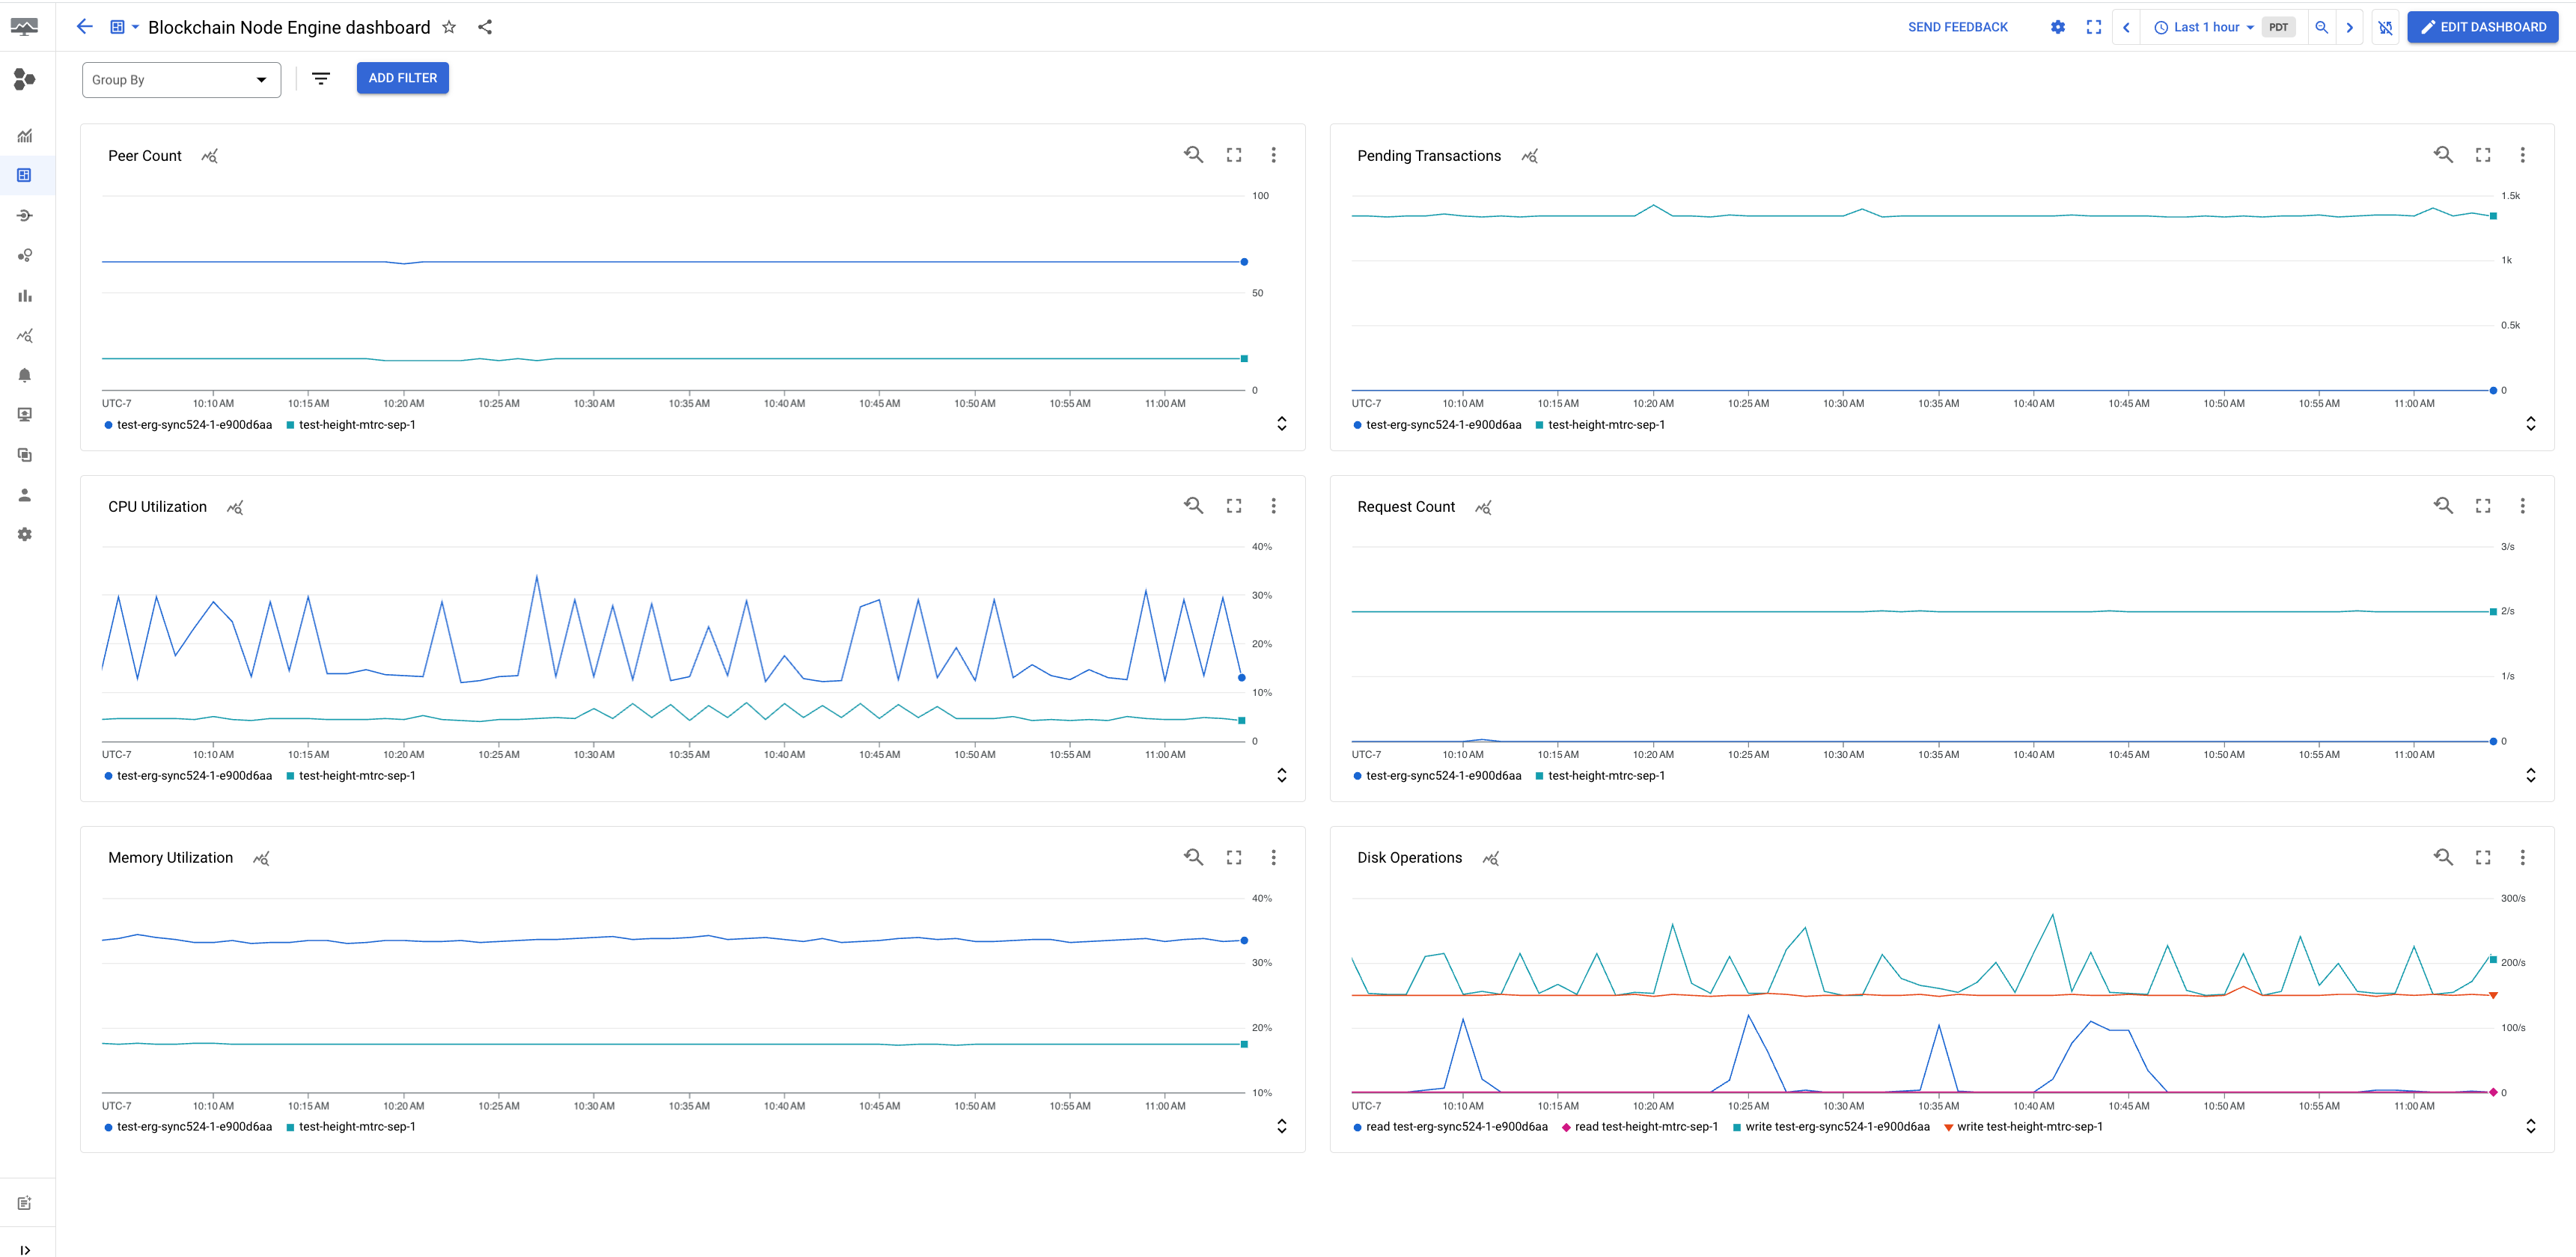 Blockchain Node Engine dashboard
SEND FEEDBACK
Last 1 hour
PDT
EDIT DASHBOARD
Group By
ADD FILTER
Peer Count
100
50
0
UTC-7 10:10 AM 10:15 AM 10:20 AM 10:25 AM 10:30 AM 10:35 AM 10:40 AM 10:45 AM 10:50 AM 10:55 AM 11:00 AM
test-erg-sync524-1-e900d6aa test-height-mtrc-sep-1
Pending Transactions
1.5k
1k
0.5k
0
UTC-7 10:10 AM 10:15 AM 10:20 AM 10:25 AM 10:30 AM 10:35 AM 10:40 AM 10:45 AM 10:50 AM 10:55 AM 11:00 AM
test-erg-sync524-1-e900d6aa test-height-mtrc-sep-1
CPU Utilization
40%
30%
20%
10%
0
UTC-7 10:10 AM 10:15 AM 10:20 AM 10:25 AM 10:30 AM 10:35 AM 10:40 AM 10:45 AM 10:50 AM 10:55 AM 11:00 AM
test-erg-sync524-1-e900d6aa test-height-mtrc-sep-1
Request Count
3/s
2/s
1/s
0
UTC-7 10:10 AM 10:15 AM 10:20 AM 10:25 AM 10:30 AM 10:35 AM 10:40 AM 10:45 AM 10:50 AM 10:55 AM 11:00 AM
test-erg-sync524-1-e900d6aa test-height-mtrc-sep-1
Memory Utilization
40%
30%
20%
10%
UTC-7 10:10 AM 10:15 AM 10:20 AM 10:25 AM 10:30 AM 10:35 AM 10:40 AM 10:45 AM 10:50 AM 10:55 AM 11:00 AM
test-erg-sync524-1-e900d6aa test-height-mtrc-sep-1
Disk Operations
300/s
200/s
100/s
0
UTC-7 10:10 AM 10:15 AM 10:20 AM 10:25 AM 10:30 AM 10:35 AM 10:40 AM 10:45 AM 10:50 AM 10:55 AM 11:00 AM
read test-erg-sync524-1-e900d6aa read test-height-mtrc-sep-1 write test-erg-sync524-1-e900d6aa write test-height-mtrc-sep-1